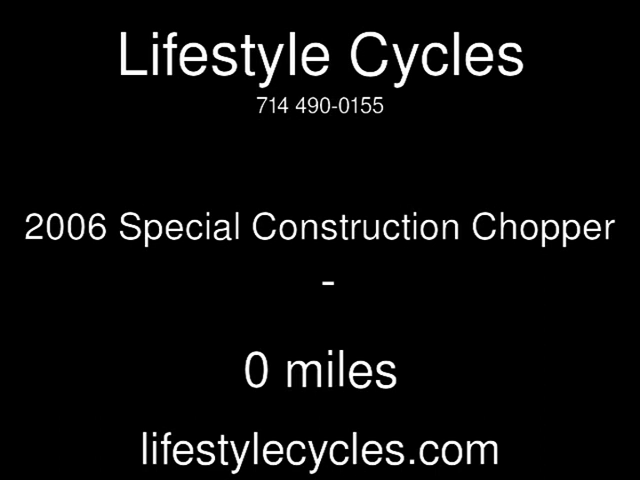 Lifestyle Cycles
714 490-0155
2006 Special Construction Chopper
-
0 miles
lifestylecycles.com